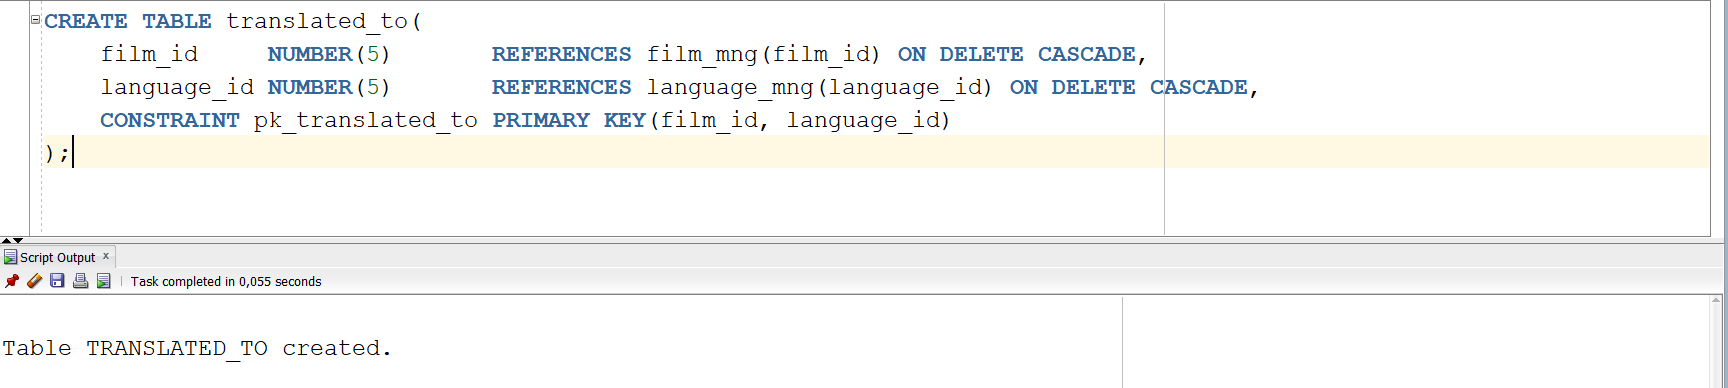 CREATE TABLE translated_to(
    film_id     NUMBER(5)       REFERENCES film_mng(film_id) ON DELETE CASCADE,
    language_id NUMBER(5)       REFERENCES language_mng(language_id) ON DELETE CASCADE,
    CONSTRAINT pk_translated_to PRIMARY KEY(film_id, language_id)
);
Script Output x
Task completed in 0,055 seconds
Table TRANSLATED_TO created.